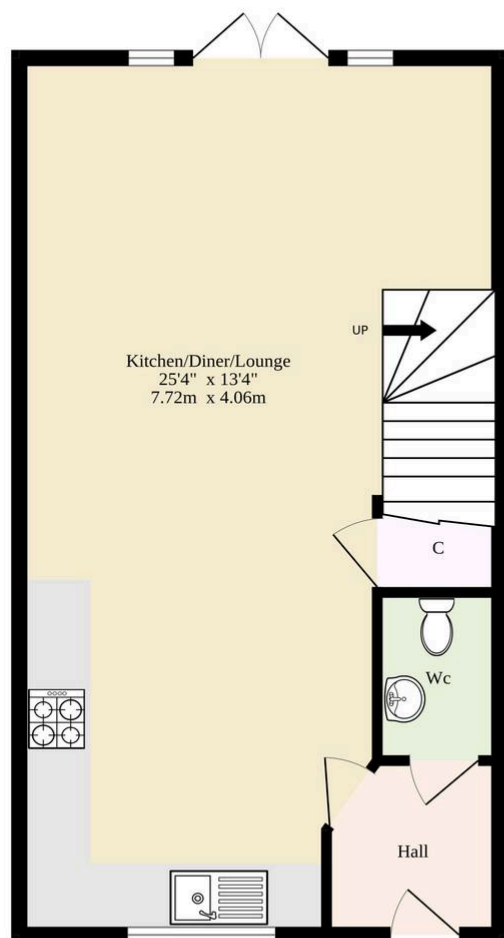 UP
Kitchen/Diner/Lounge
25'4" x 13'4"
7.72m x 4.06m
C
Wc
Hall